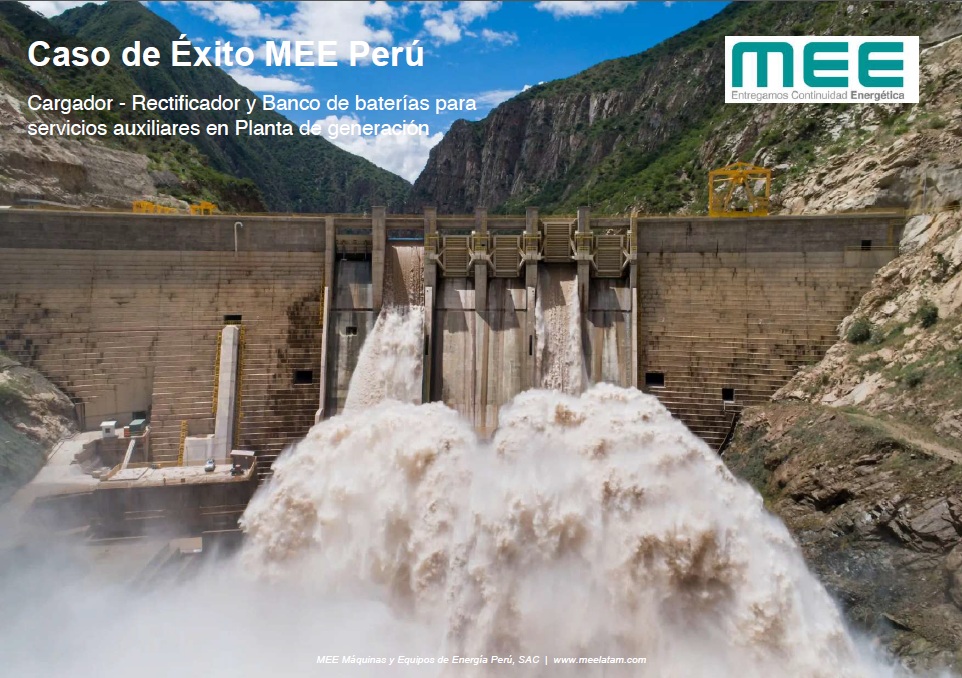 Caso de Éxito MEE Perú
Cargador - Rectificador y Banco de baterías para
servicios auxiliares en Planta de generación
MEE
Entregamos Continuidad Energética
MEE Máquinas y Equipos de Energía Perú, SAC | www.meelatam.com